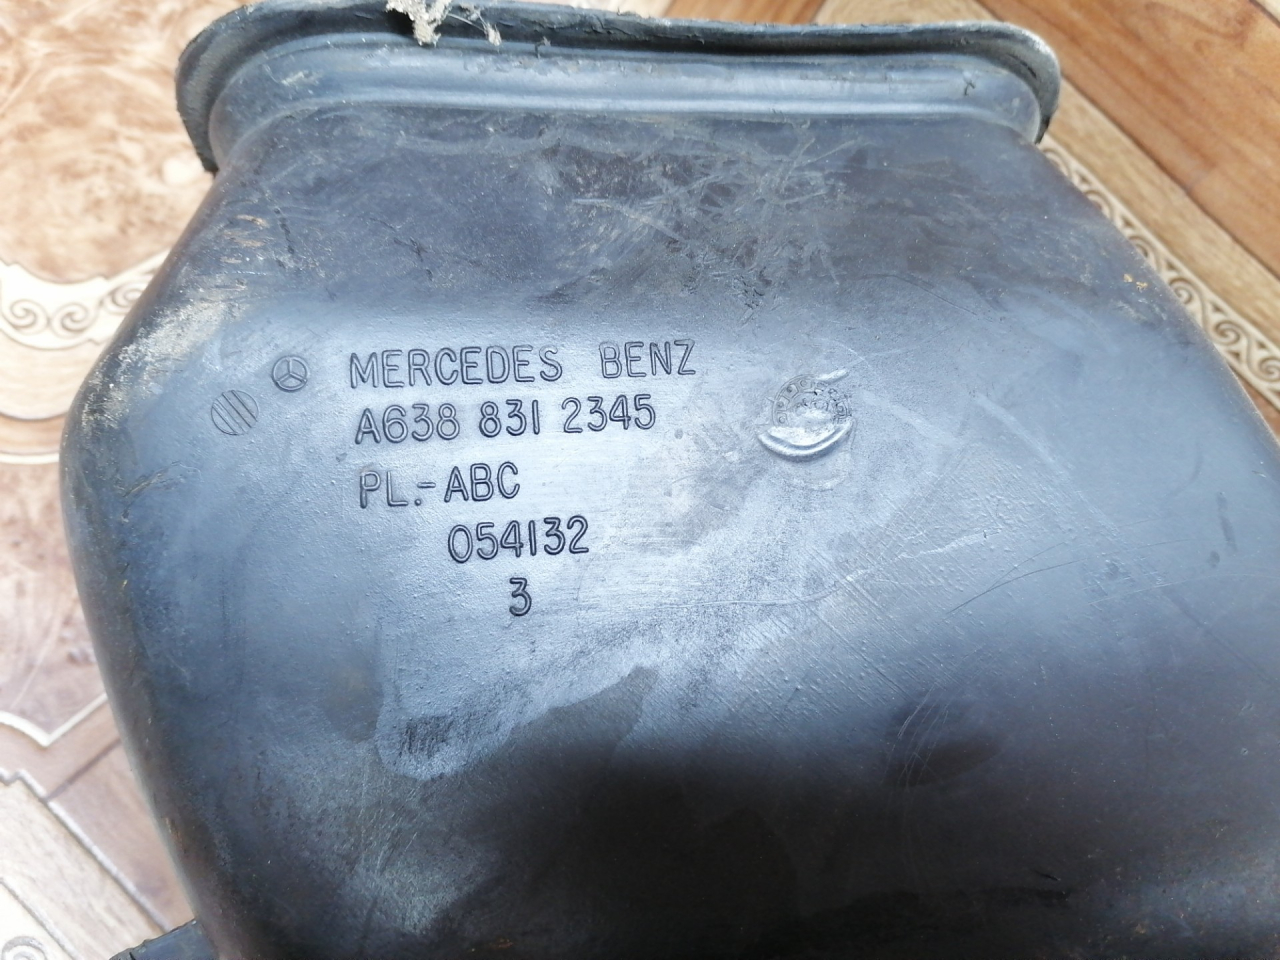 MERCEDES BENZ
A638 831 2345
PL.-ABC
054132
3